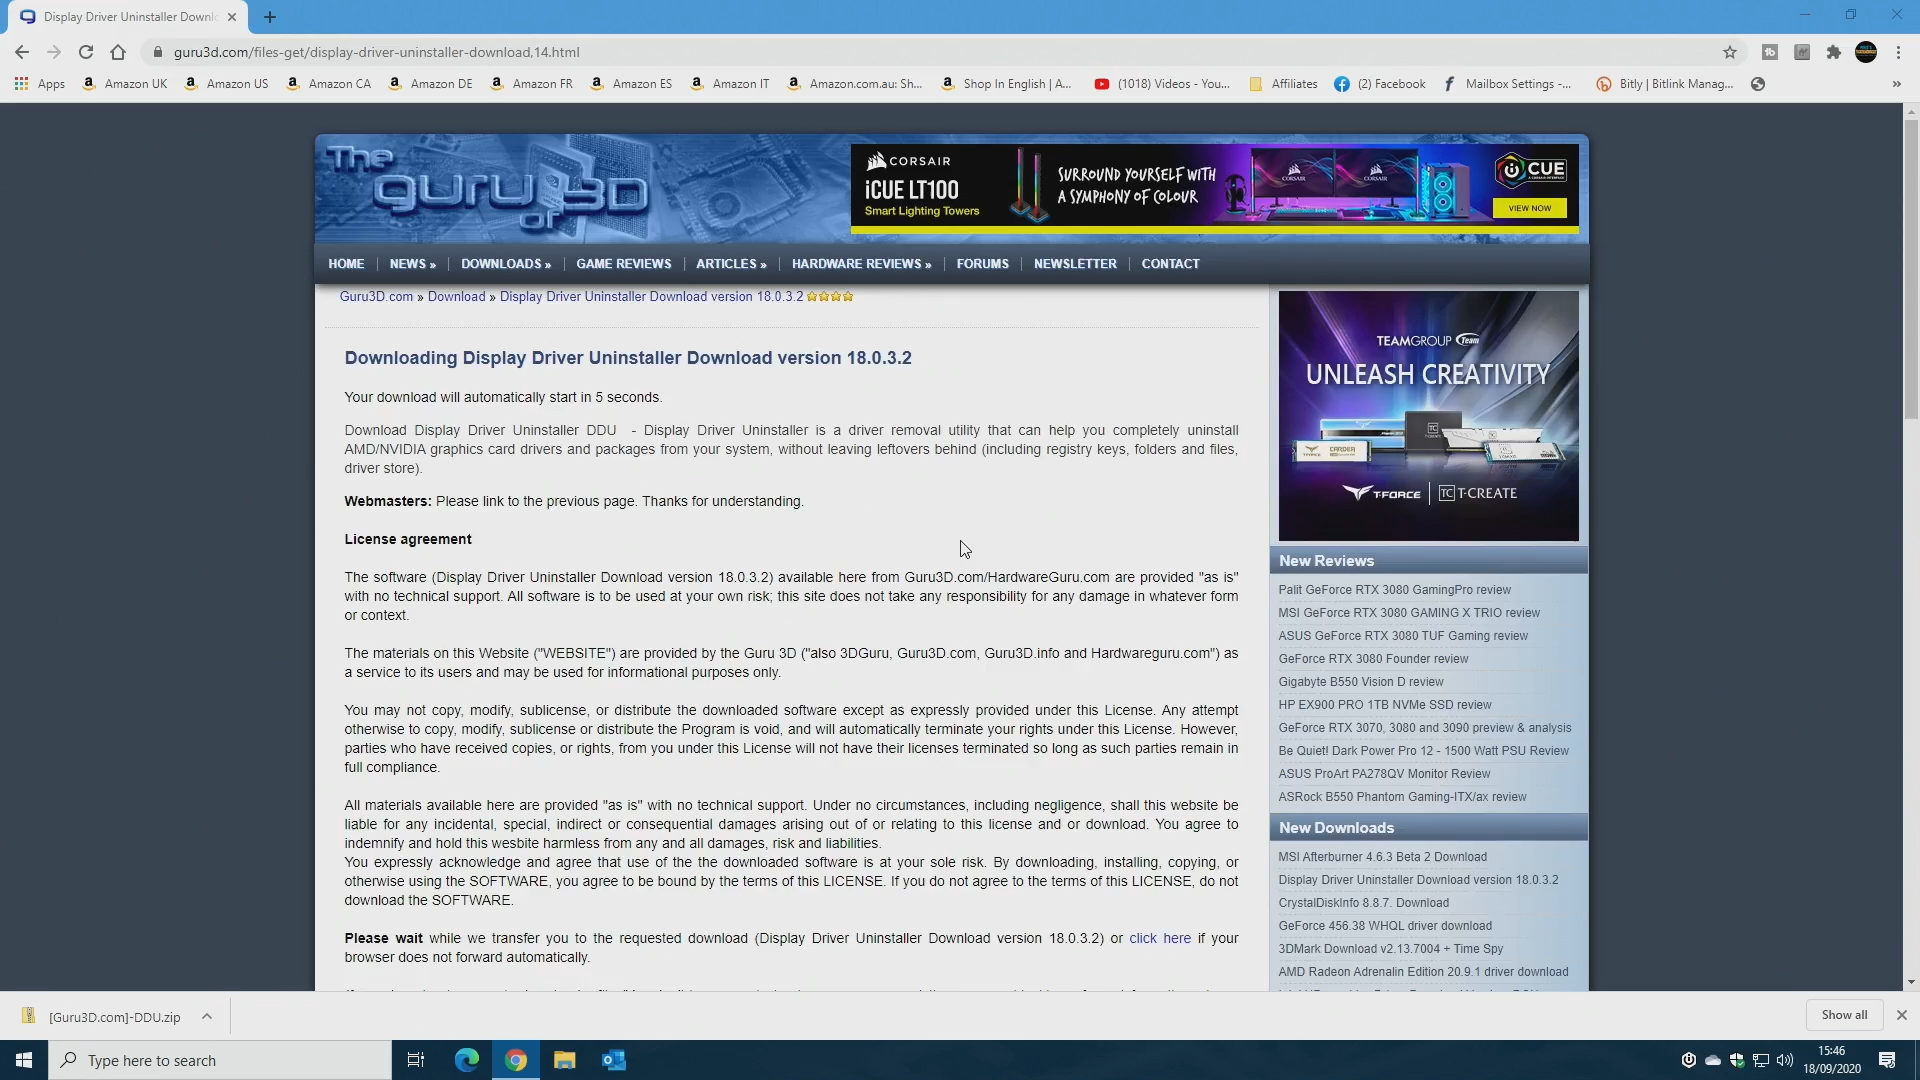 Display Driver Uninstaller Downl
guru3d.com/files-get/display-driver-uninstaller-download,14.html
Apps
Amazon UK
Amazon US
Amazon CA
Amazon DE
Amazon FR
Amazon ES
Amazon IT
Amazon.com.au: Sh...
Shop In English | A...
(1018) Videos - You...
Affiliates
(2) Facebook
Mailbox Settings -...
Bitly | Bitlink Manag...
The
guru
of
3D
CORSAIR
iCUE LT100
Smart Lighting Towers
SURROUND YOURSELF WITH
A SYMPHONY OF COLOUR
CORSAIR
CORSAIR
iCUE
VIEW NOW
HOME
NEWS »
DOWNLOADS »
GAME REVIEWS
ARTICLES »
HARDWARE REVIEWS »
FORUMS
NEWSLETTER
CONTACT
Guru3D.com » Download » Display Driver Uninstaller Download version 18.0.3.2
Downloading Display Driver Uninstaller Download version 18.0.3.2
Your download will automatically start in 5 seconds.
Download Display Driver Uninstaller DDU - Display Driver Uninstaller is a driver removal utility that can help you completely uninstall
AMD/NVIDIA graphics card drivers and packages from your system, without leaving leftovers behind (including registry keys, folders and files,
driver store).
Webmasters: Please link to the previous page. Thanks for understanding.
License agreement
The software (Display Driver Uninstaller Download version 18.0.3.2) available here from Guru3D.com/HardwareGuru.com are provided "as is"
with no technical support. All software is to be used at your own risk; this site does not take any responsibility for any damage in whatever form
or context.
The materials on this Website ("WEBSITE") are provided by the Guru 3D ("also 3DGuru, Guru3D.com, Guru3D.info and Hardwareguru.com") as
a service to its users and may be used for informational purposes only.
You may not copy, modify, sublicense, or distribute the downloaded software except as expressly provided under this License. Any attempt
otherwise to copy, modify, sublicense or distribute the Program is void, and will automatically terminate your rights under this License. However,
parties who have received copies, or rights, from you under this License will not have their licenses terminated so long as such parties remain in
full compliance.
All materials available here are provided "as is" with no technical support. Under no circumstances, including negligence, shall this website be
liable for any incidental, special, indirect or consequential damages arising out of or relating to this license and or download. You agree to
indemnify and hold this wesbite harmless from any and all damages, risk and liabilities.
You expressly acknowledge and agree that use of the the downloaded software is at your sole risk. By downloading, installing, copying, or
otherwise using the SOFTWARE, you agree to be bound by the terms of this LICENSE. If you do not agree to the terms of this LICENSE, do not
download the SOFTWARE.
Please wait while we transfer you to the requested download (Display Driver Uninstaller Download version 18.0.3.2) or click here if your
browser does not forward automatically.
TEAMGROUP Team
UNLEASH CREATIVITY
T-FORCE
TC T-CREATE
New Reviews
Palit GeForce RTX 3080 GamingPro review
MSI GeForce RTX 3080 GAMING X TRIO review
ASUS GeForce RTX 3080 TUF Gaming review
GeForce RTX 3080 Founder review
Gigabyte B550 Vision D review
HP EX900 PRO 1TB NVMe SSD review
GeForce RTX 3070, 3080 and 3090 preview & analysis
Be Quiet! Dark Power Pro 12 - 1500 Watt PSU Review
ASUS ProArt PA278QV Monitor Review
ASRock B550 Phantom Gaming-ITX/ax review
New Downloads
MSI Afterburner 4.6.3 Beta 2 Download
Display Driver Uninstaller Download version 18.0.3.2
CrystalDiskInfo 8.8.7. Download
GeForce 456.38 WHQL driver download
3DMark Download v2.13.7004 + Time Spy
AMD Radeon Adrenalin Edition 20.9.1 driver download
[Guru3D.com]-DDU.zip
Show all
Type here to search
15:46
18/09/2020